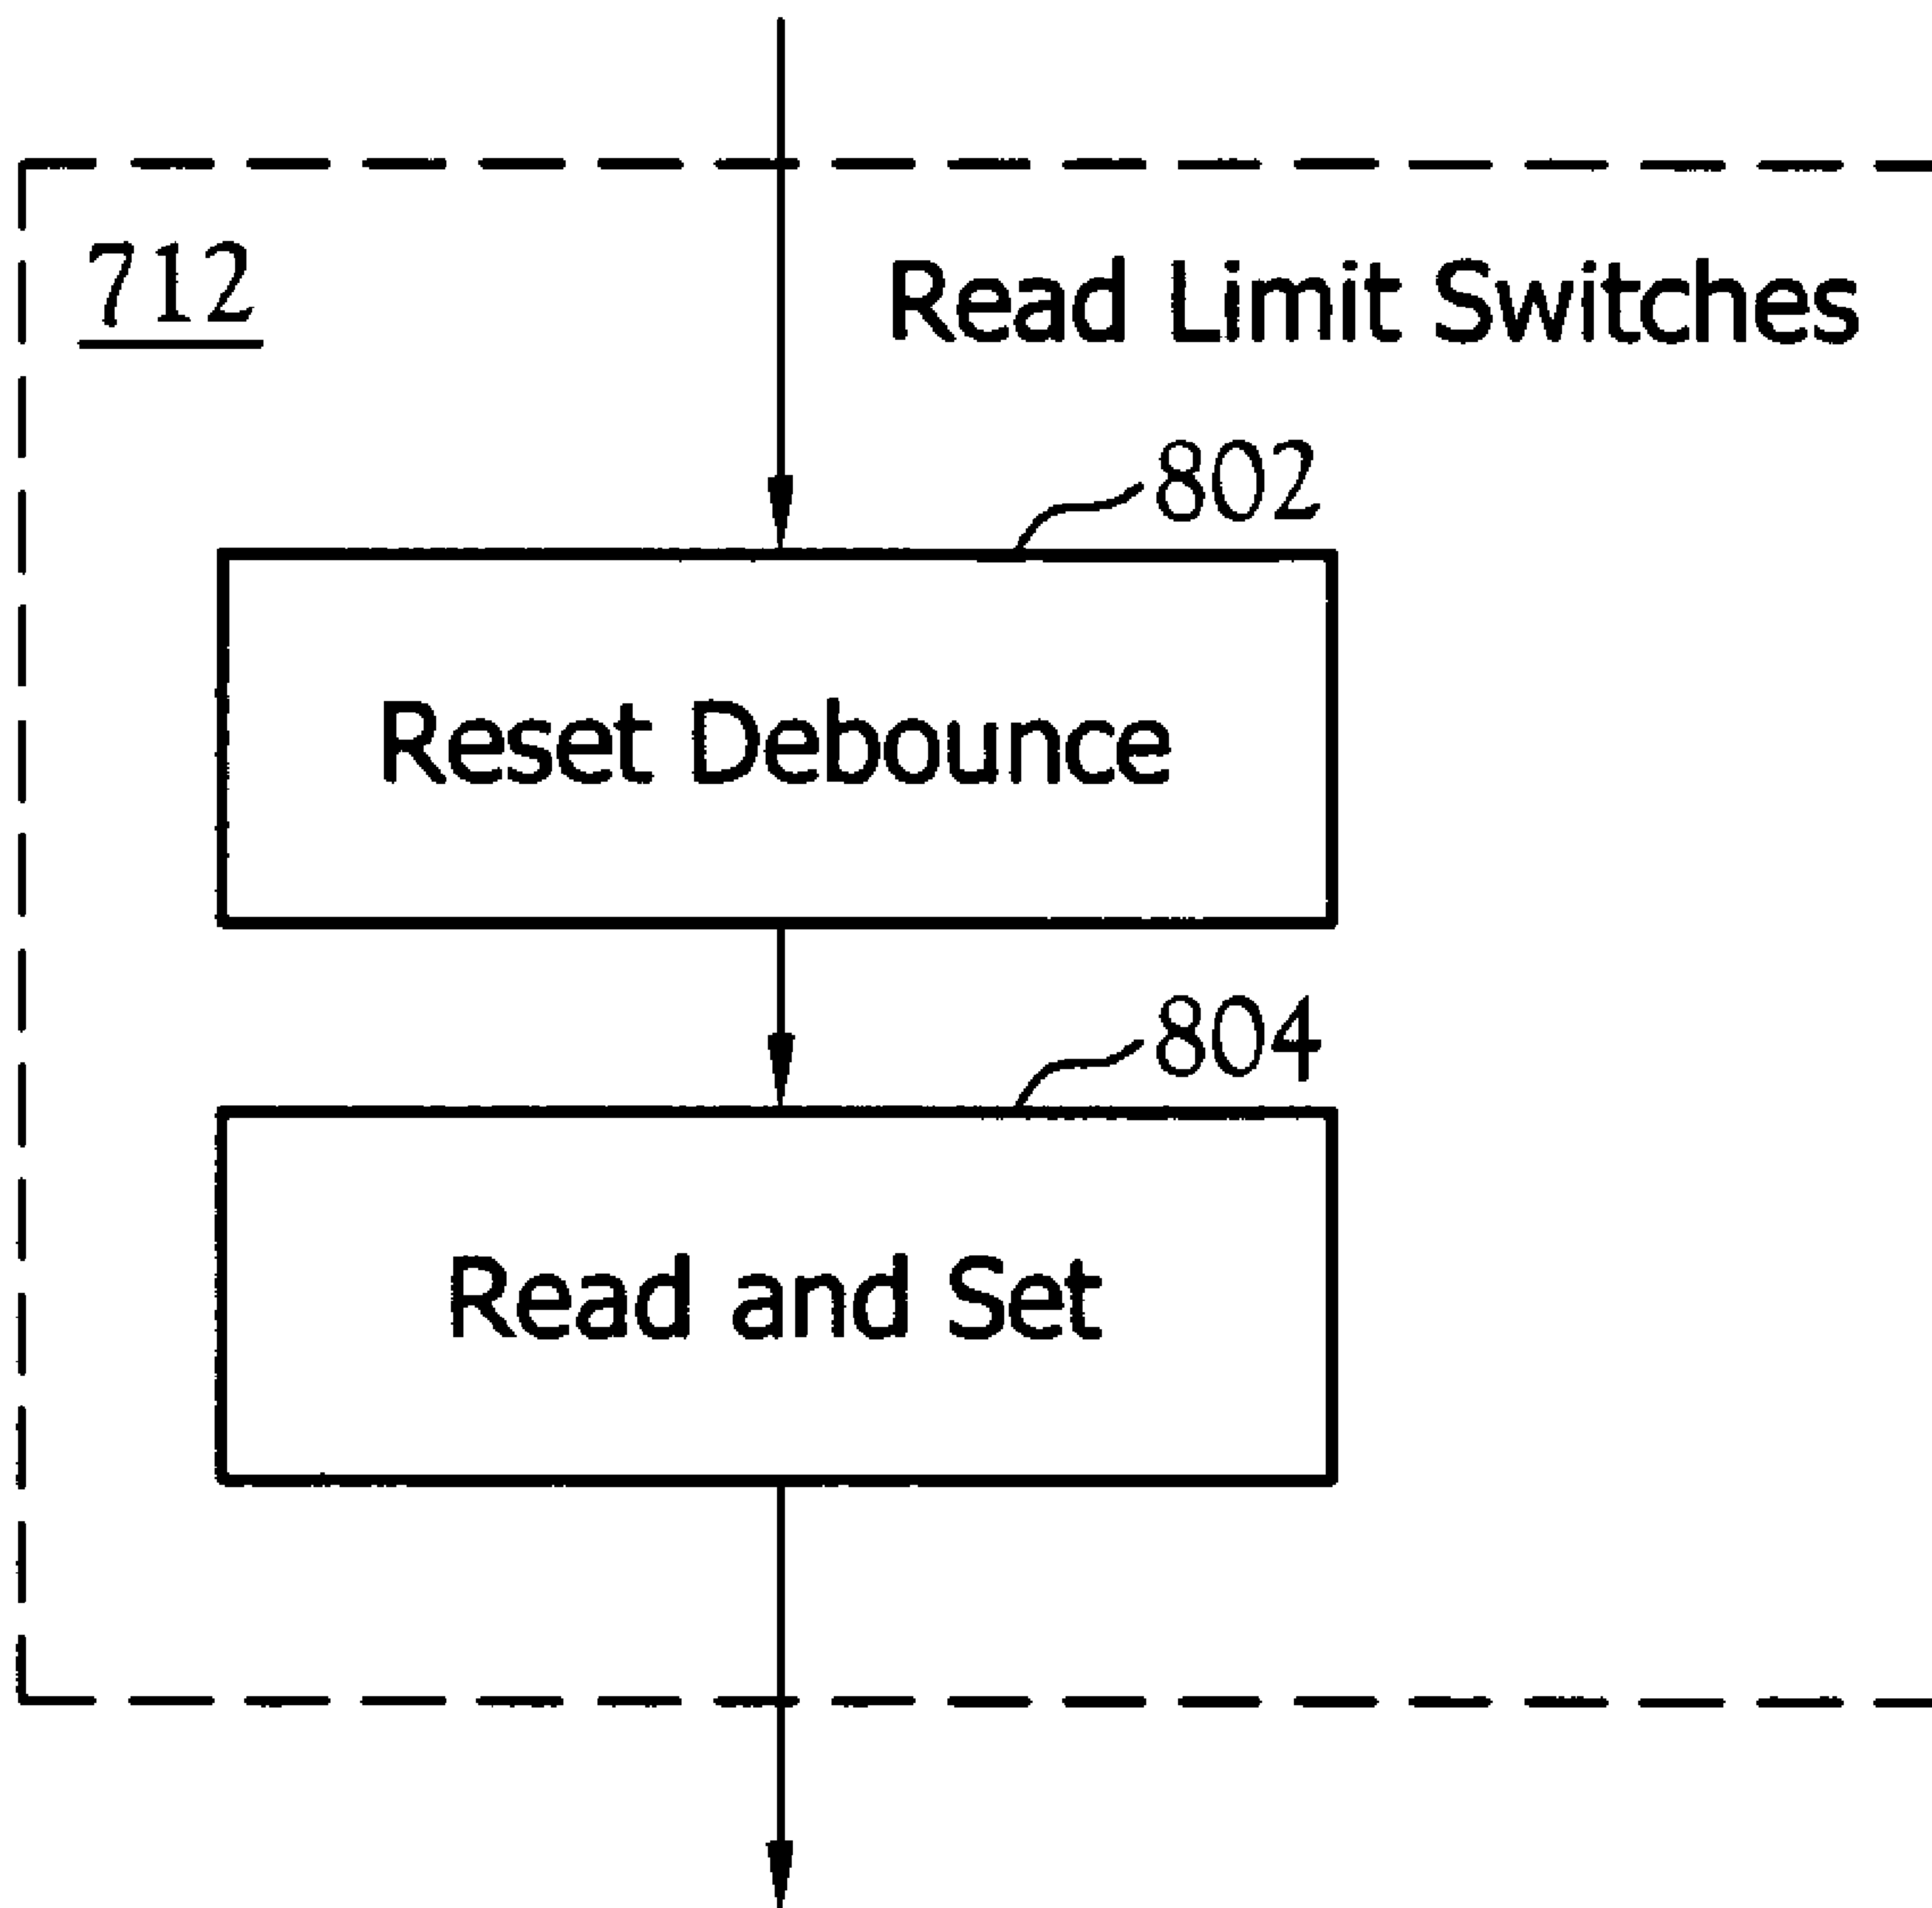 712
Read Limit Switches
802
Reset Debounce
804
Read and Set